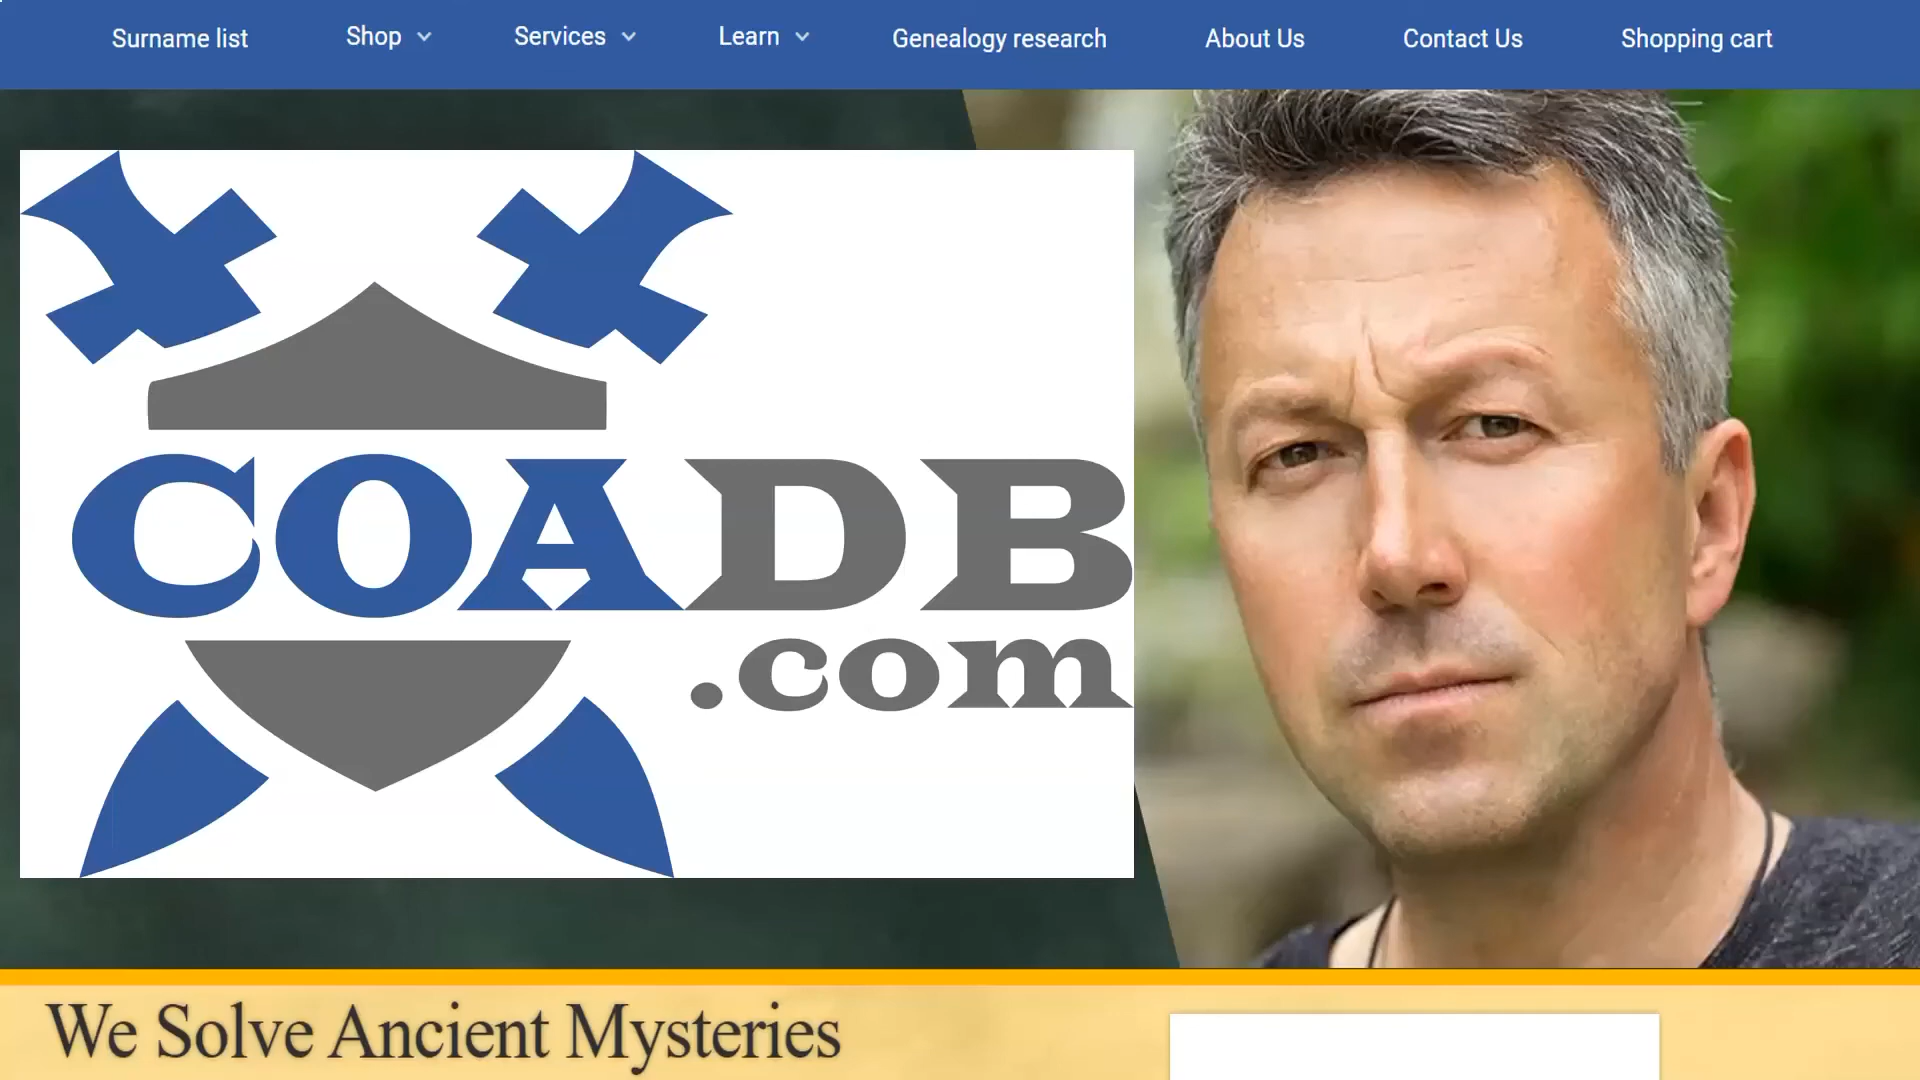 Surname list
Shop
Services
Learn
Genealogy research
About Us
Contact Us
Shopping cart
COADB
.com
We Solve Ancient Mysteries